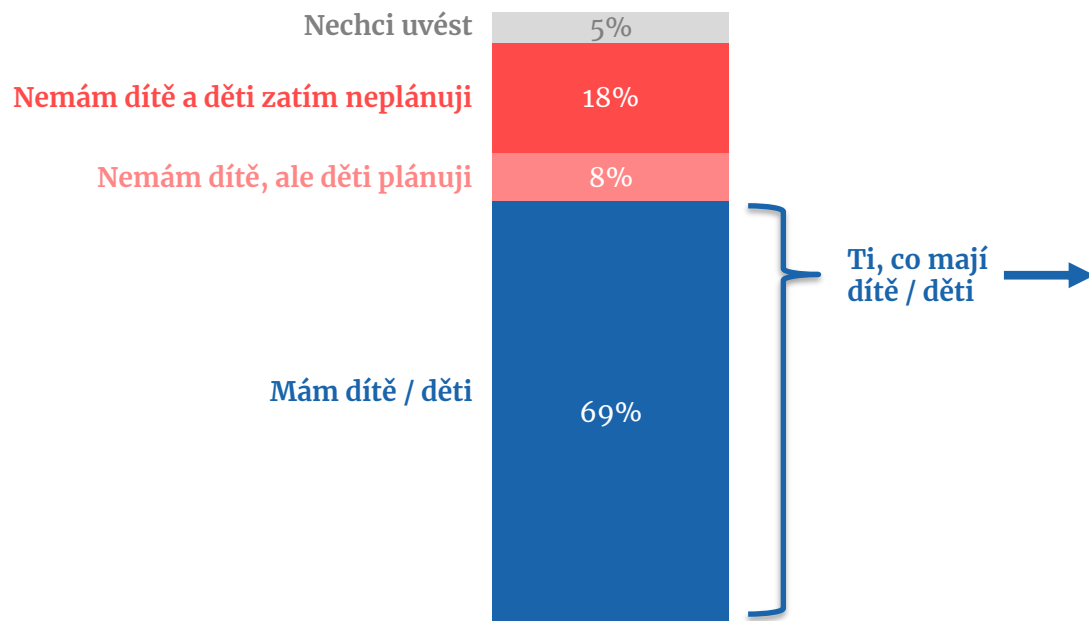 Nechci uvést
5%
Nemám dítě a děti zatím neplánuji
18%
Nemám dítě, ale děti plánuji
8%
Ti, co mají
dítě / děti
Mám dítě / děti
69%